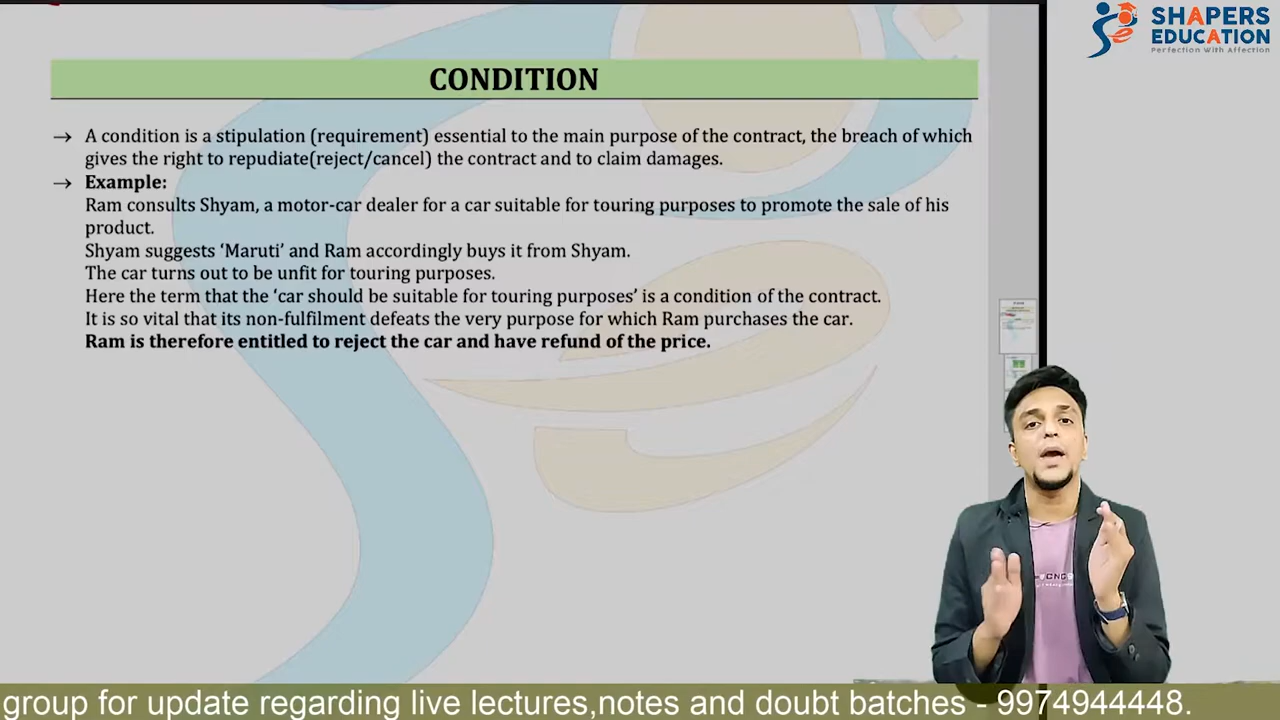 SHAPERS
EDUCATION
Perfection With Affection
CONDITION
→ A condition is a stipulation (requirement) essential to the main purpose of the contract, the breach of which
gives the right to repudiate(reject/cancel) the contract and to claim damages.
→ Example:
Ram consults Shyam, a motor-car dealer for a car suitable for touring purposes to promote the sale of his
product.
Shyam suggests ‘Maruti’ and Ram accordingly buys it from Shyam.
The car turns out to be unfit for touring purposes.
Here the term that the ‘car should be suitable for touring purposes’ is a condition of the contract.
It is so vital that its non-fulfilment defeats the very purpose for which Ram purchases the car.
Ram is therefore entitled to reject the car and have refund of the price.
group for update regarding live lectures,notes and doubt batches - 9974944448.